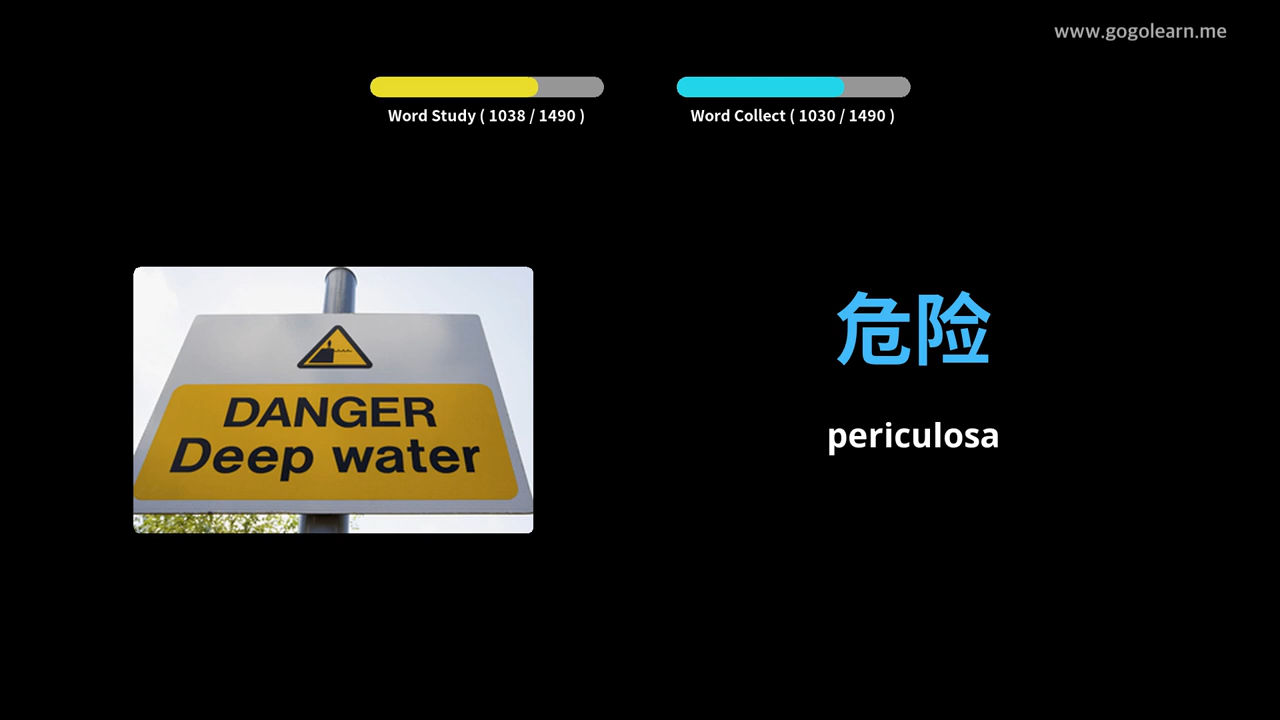 www.gogolearn.me
Word Study ( 1038 / 1490 )
Word Collect ( 1030 / 1490 )
DANGER
Deep water
危险
periculosa